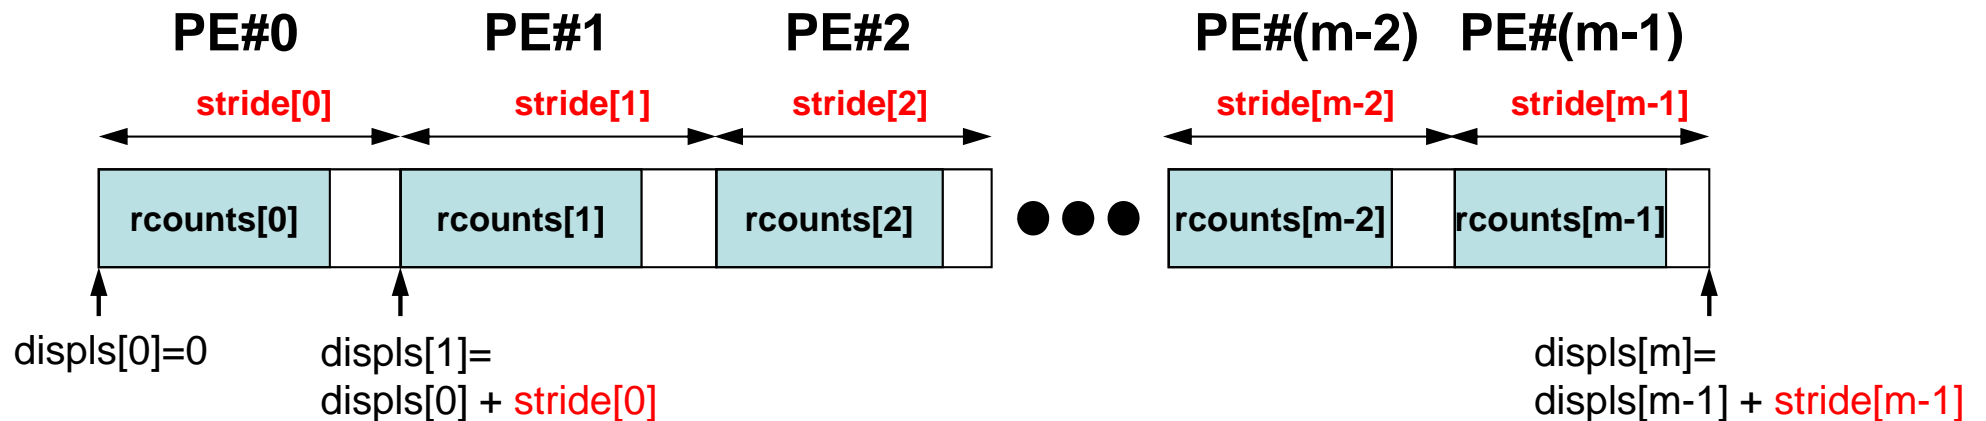 PE#0 PE#1 PE#2 PE#(m-2) PE#(m-1)
stride[0] stride[1] stride[2] stride[m-2] stride[m-1]
rcounts[0] rcounts[1] rcounts[2] rcounts[m-2] rcounts[m-1]
displs[0]=0 displs[1]= displs[m]=
displs[0] + stride[0] displs[m-1] + stride[m-1]